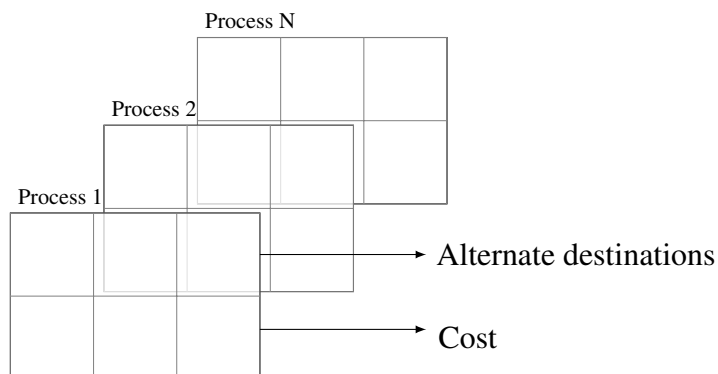 Process N
Process 2
Process 1
Alternate destinations
Cost